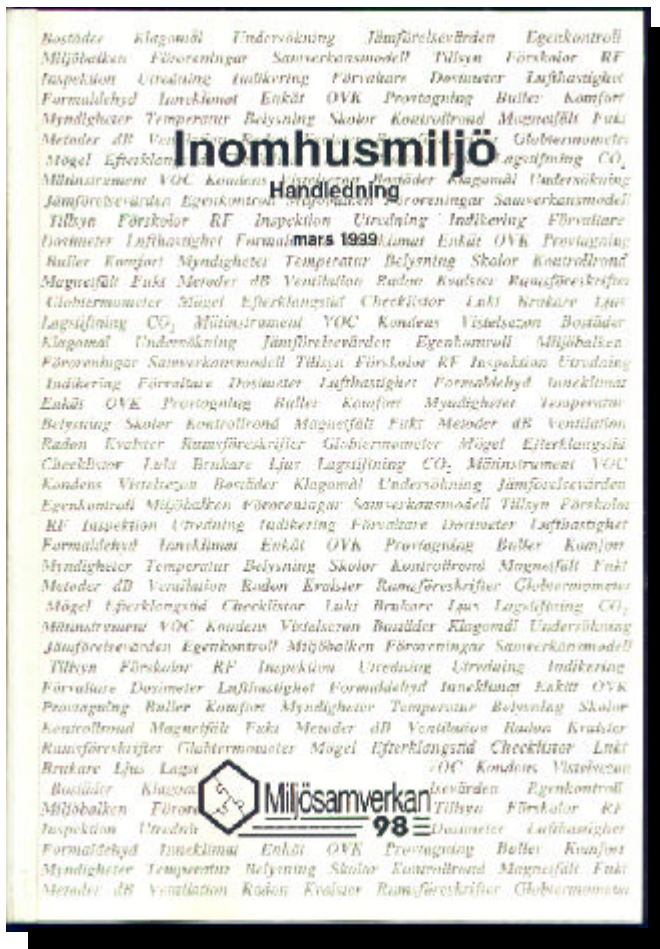 Bostäder Klagomål Undersökning Jämförelsevärden Egenkontroll
Miljöbalken Föroreningar Samverkansmodell Tillsyn Förskolor RF
Inspektion Utredning Indikering Förvaltare Dosimeter Lufthastighet
Formaldehyd Inneklimat Enkät OVK Provtagning Buller Komfort
Myndigheter Temperatur Belysning Skolor Kontrollrond Magnetfält Fukt
Metoder dB Globtermometer
Inomhusmiljö
Mögel CO₂
Mätinstrument VOC Kondens Bostäder Klagomål Undersökning
Handledning
Jämförelsevärden Egenkontroll Föroreningar Samverkansmodell
Tillsyn Förskolor RF Inspektion Utredning Indikering Förvaltare
mars 1999
Dosimeter Lufthastighet Enkät OVK Provtagning
Buller Komfort Myndigheter Temperatur Belysning Skolor Kontrollrond
Magnetfält Fukt Metoder dB Ventilation Radon Kvalster Rumsföreskrifter
Globtermometer Mögel Efterklangstid Checklistor Lukt Brukare Ljus
Lagstiftning CO₂ Mätinstrument VOC Kondens Vistelsezon Bostäder
Klagomål Undersökning Jämförelsevärden Egenkontroll Miljöbalken
Föroreningar Samverkansmodell Tillsyn Förskolor RF Inspektion Utredning
Indikering Förvaltare Dosimeter Lufthastighet Formaldehyd Inneklimat
Enkät OVK Provtagning Buller Komfort Myndigheter Temperatur
Belysning Skolor Kontrollrond Magnetfält Fukt Metoder dB Ventilation
Radon Kvalster Rumsföreskrifter Globtermometer Mögel Efterklangstid
Checklistor Lukt Brukare Ljus Lagstiftning CO₂ Mätinstrument VOC
Kondens Vistelsezon Bostäder Klagomål Undersökning Jämförelsevärden
Egenkontroll Miljöbalken Föroreningar Samverkansmodell Tillsyn Förskolor
RF Inspektion Utredning Indikering Förvaltare Dosimeter Lufthastighet
Formaldehyd Inneklimat Enkät OVK Provtagning Buller Komfort
Myndigheter Temperatur Belysning Skolor Kontrollrond Magnetfält Fukt
Metoder dB Ventilation Radon Kvalster Rumsföreskrifter Globtermometer
Mögel Efterklangstid Checklistor Lukt Brukare Ljus Lagstiftning CO₂
Mätinstrument VOC Kondens Vistelsezon Bostäder Klagomål Undersökning
Jämförelsevärden Egenkontroll Miljöbalken Föroreningar Samverkansmodell
Tillsyn Förskolor RF Inspektion Utredning Utredning Indikering
Förvaltare Dosimeter Lufthastighet Formaldehyd Inneklimat Enkät OVK
Provtagning Buller Komfort Myndigheter Temperatur Belysning Skolor
Kontrollrond Magnetfält Fukt Metoder dB Ventilation Radon Kvalster
Rumsföreskrifter Globtermometer Mögel Efterklangstid Checklistor Lukt
Brukare Ljus VOC Kondens Vistelsezon
Bostäder Egenkontroll
Miljösamverkan
Miljöbalken Tillsyn Förskolor RF
98
Inspektion Dosimeter Lufthastighet
Formaldehyd Inneklimat Enkät OVK Provtagning Buller Komfort
Myndigheter Temperatur Belysning Skolor Kontrollrond Magnetfält Fukt
Metoder dB Ventilation Radon Kvalster Rumsföreskrifter Globtermometer